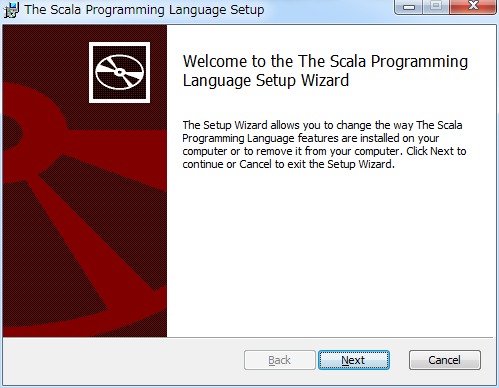 The Scala Programming Language Setup
Welcome to the The Scala Programming
Language Setup Wizard
The Setup Wizard allows you to change the way The Scala
Programming Language features are installed on your
computer or to remove it from your computer. Click Next to
continue or Cancel to exit the Setup Wizard.
Back
Next
Cancel